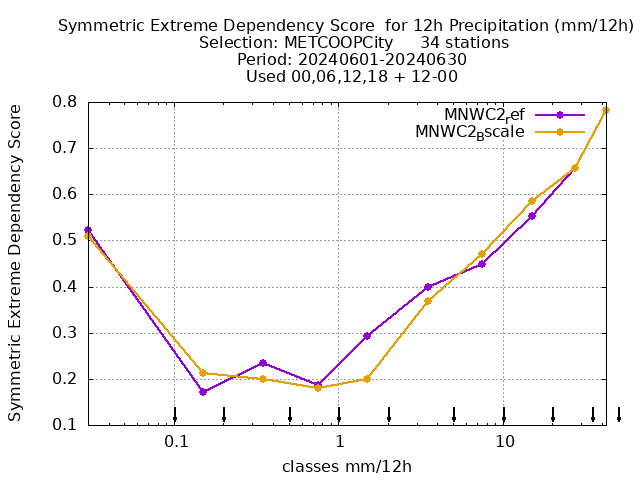 Symmetric Extreme Dependency Score  for 12h Precipitation (mm/12h)
Selection: METCOOPCity     34 stations
Period: 20240601-20240630
Used 00,06,12,18 + 12-00
MNWC2ref
MNWC2Bscale
Symmetric Extreme Dependency Score
0.8
0.7
0.6
0.5
0.4
0.3
0.2
0.1
0.1 1 10
classes mm/12h